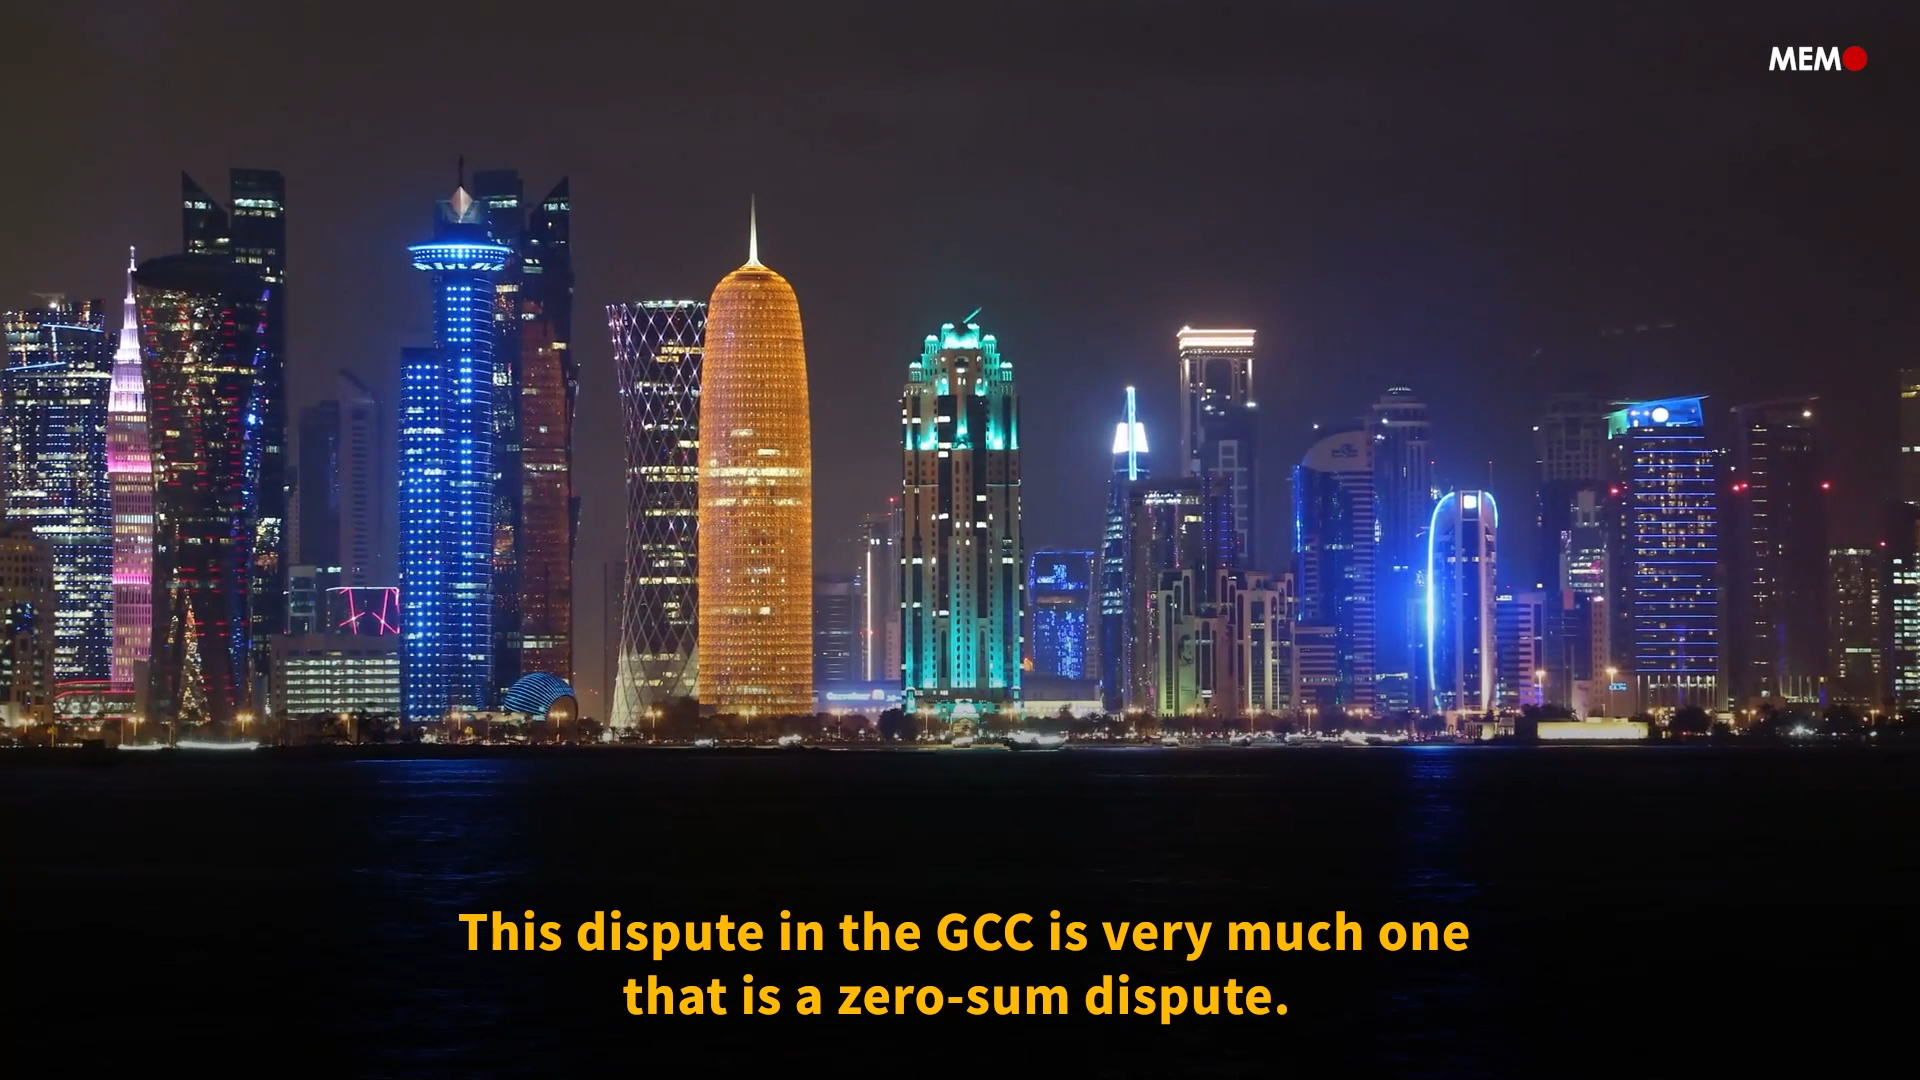 MEMO
This dispute in the GCC is very much one
that is a zero-sum dispute.